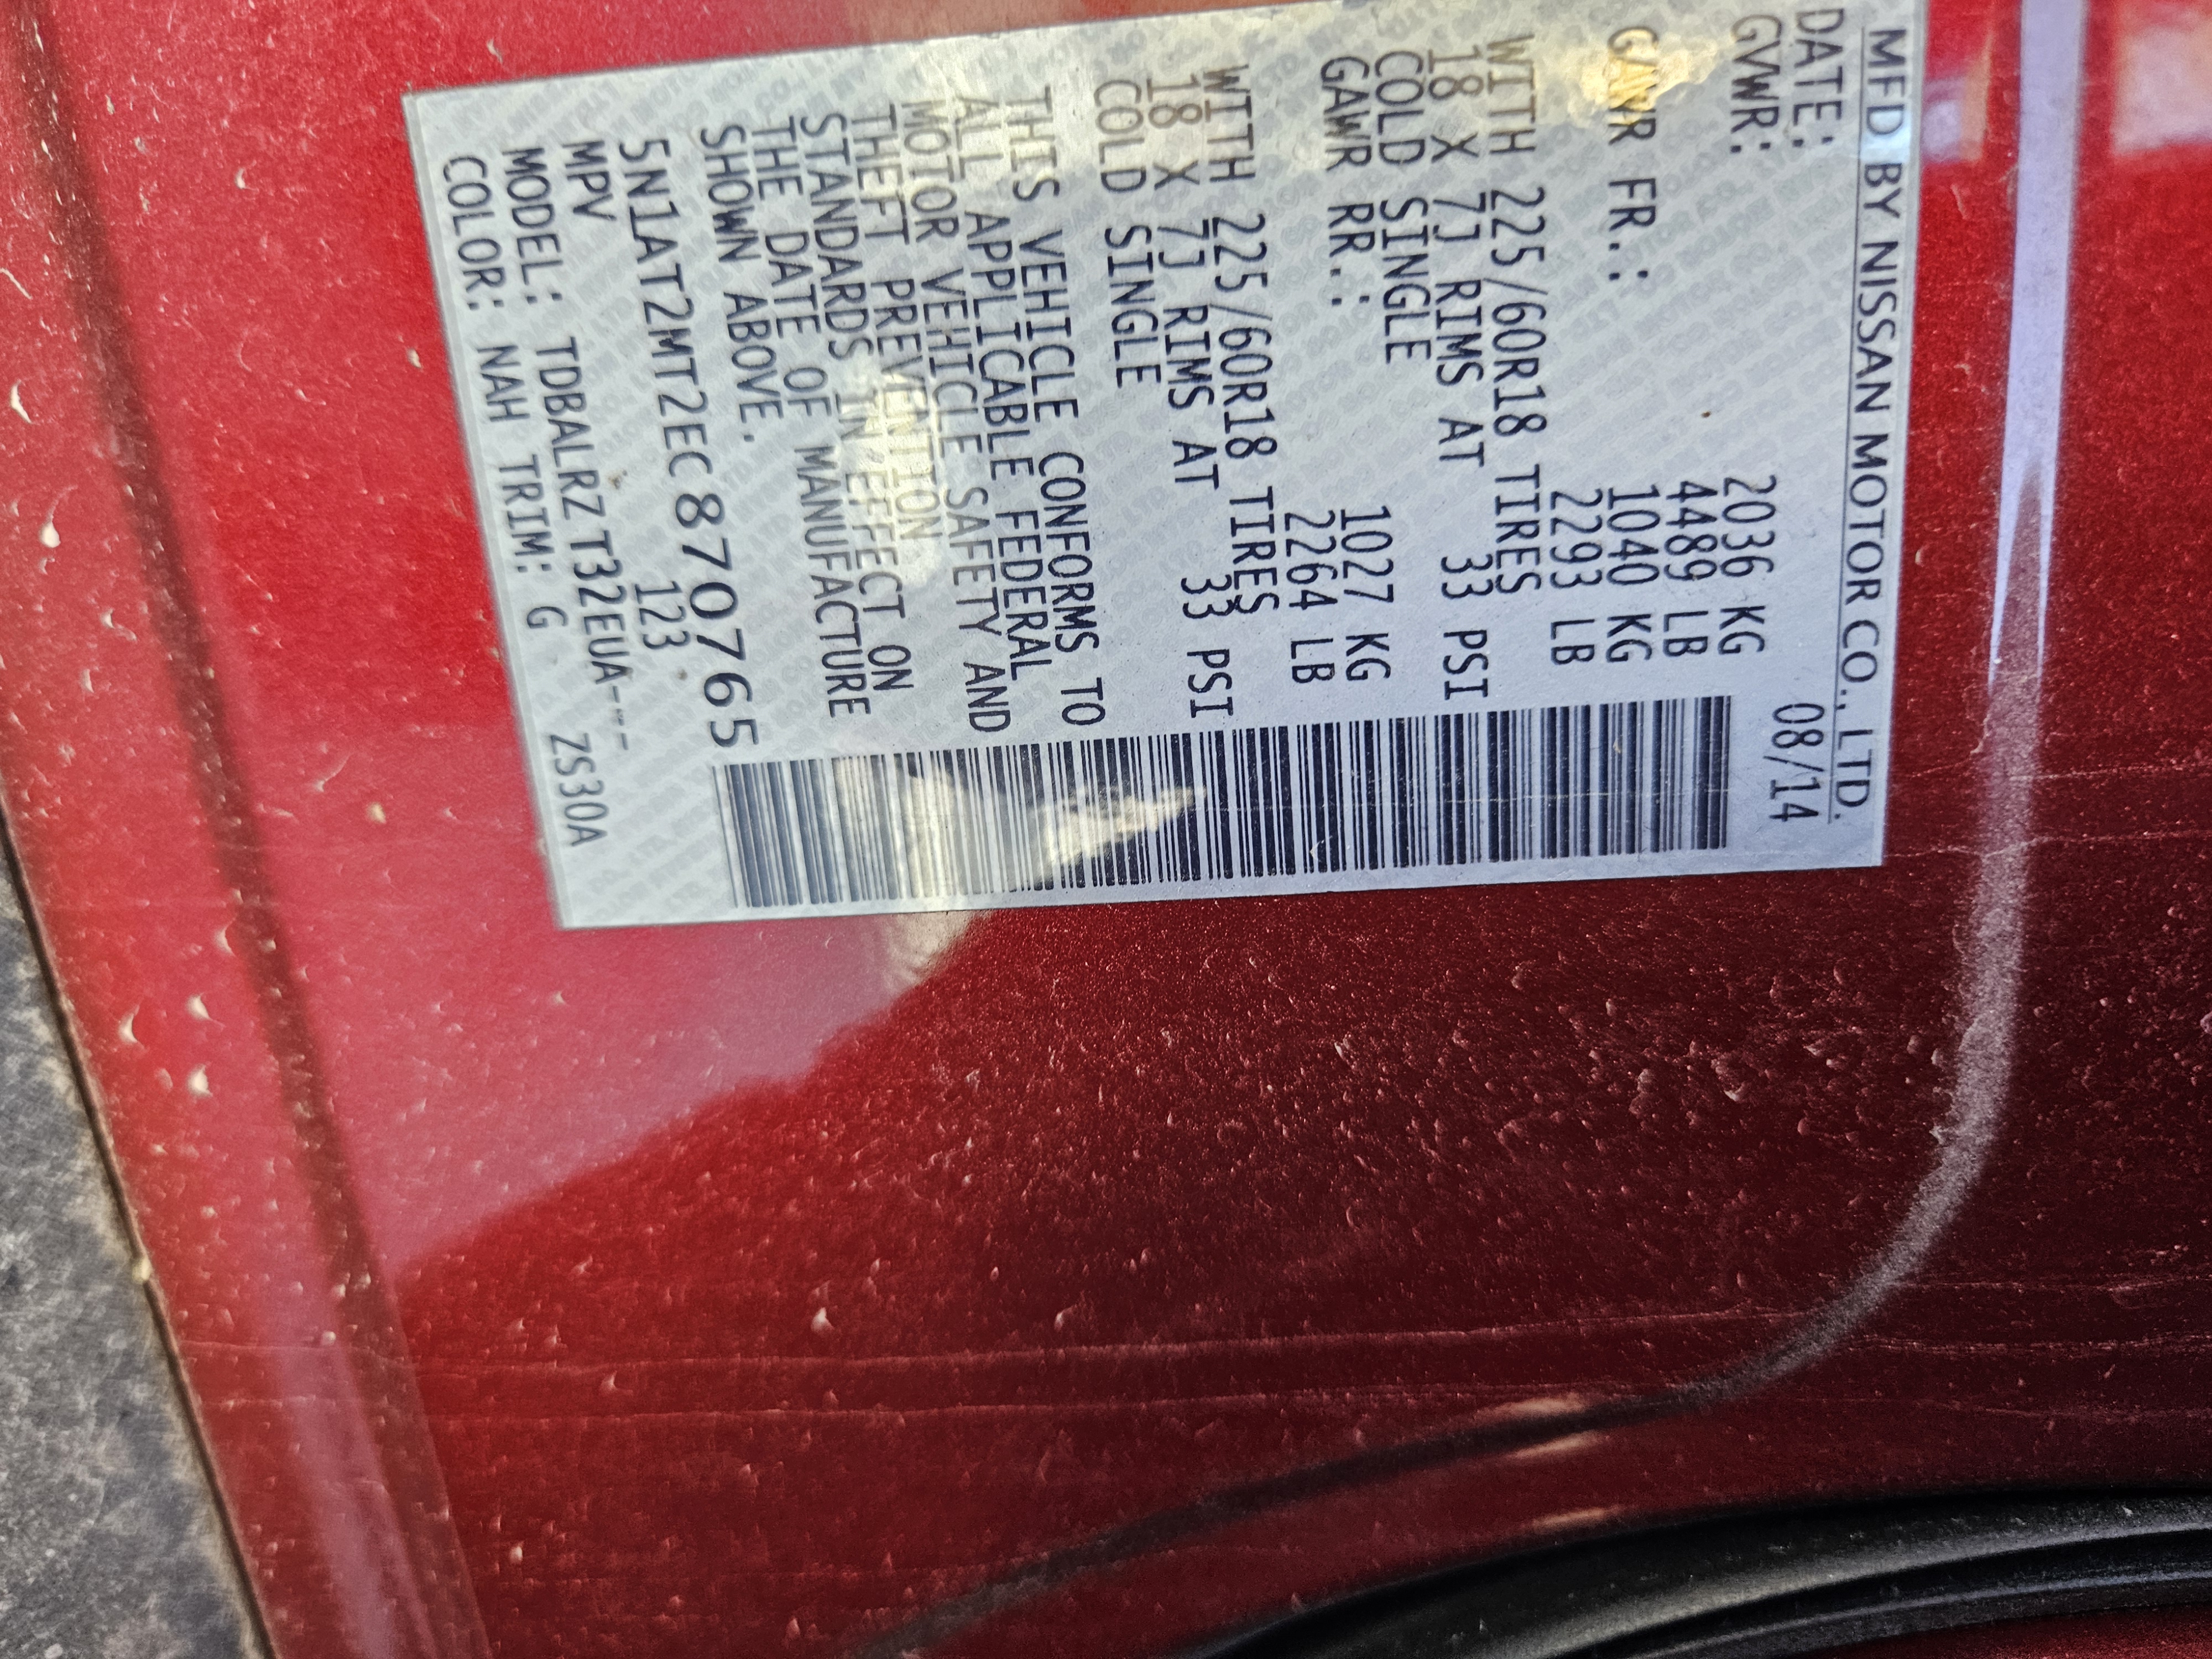 MFD BY NISSAN MOTOR CO., LTD.
DATE: 08/14
GVWR: 2036 KG
4489 LB
GAWR FR.: 1040 KG
2293 LB
WITH 225/60R18 TIRES
18 X 7J RIMS AT 33 PSI
COLD SINGLE
GAWR RR.: 1027 KG
2264 LB
WITH 225/60R18 TIRES
18 X 7J RIMS AT 33 PSI
COLD SINGLE
THIS VEHICLE CONFORMS TO
ALL APPLICABLE FEDERAL
MOTOR VEHICLE SAFETY AND
THEFT PREVENTION
STANDARDS IN EFFECT ON
THE DATE OF MANUFACTURE
SHOWN ABOVE.
5N1AT2MT2EC870765
MPV 123
MODEL: TDBALRZT32EUA---
COLOR: NAH TRIM: G ZS30A